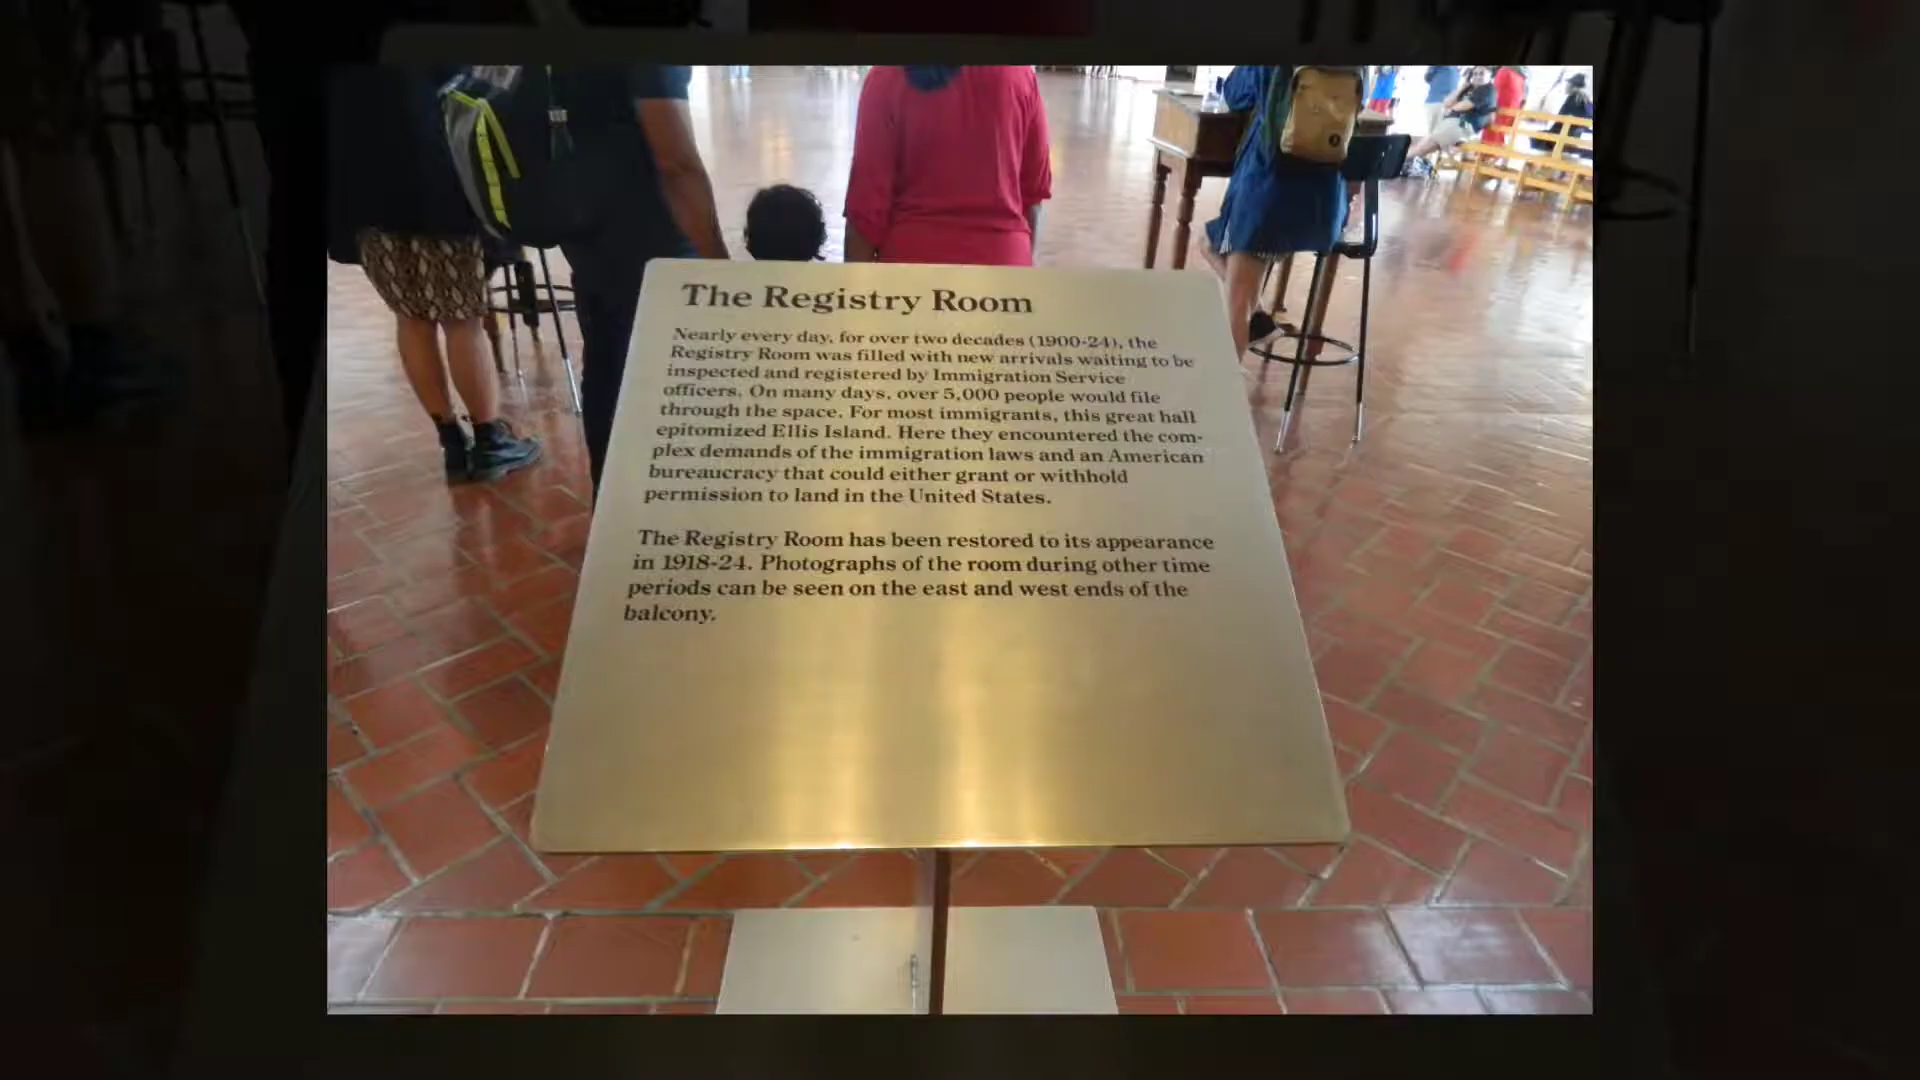 The Registry Room
Nearly every day, for over two decades (1900-24), the
Registry Room was filled with new arrivals waiting to be
inspected and registered by Immigration Service
officers. On many days, over 5,000 people would file
through the space. For most immigrants, this great hall
epitomized Ellis Island. Here they encountered the com-
plex demands of the immigration laws and an American
bureaucracy that could either grant or withhold
permission to land in the United States.
The Registry Room has been restored to its appearance
in 1918-24. Photographs of the room during other time
periods can be seen on the east and west ends of the
balcony.